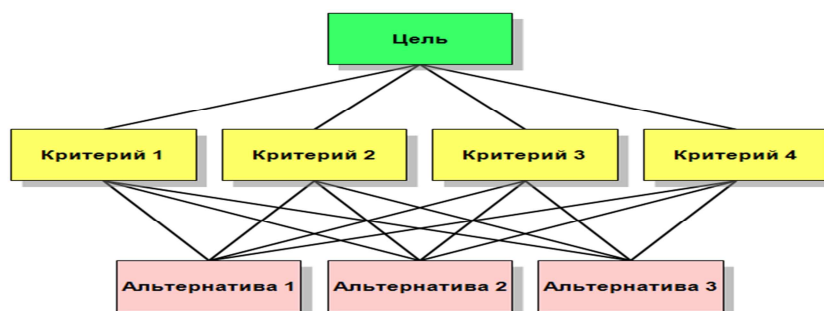 Цель
Критерий 1
Критерий 2
Критерий 3
Критерий 4
Альтернатива 1
Альтернатива 2
Альтернатива 3